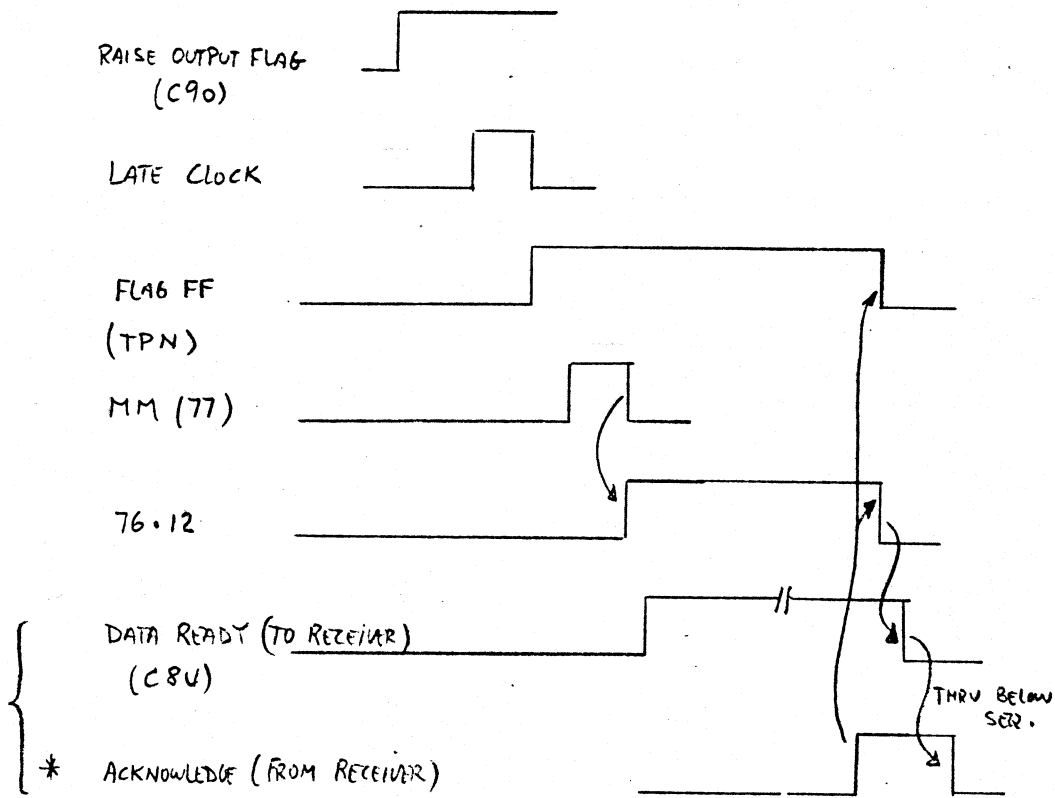 RAISE OUTPUT FLAG
(C90)
LATE CLOCK
FLAG FF
(TPN)
MM (77)
76.12
DATA READY (TO RECEIVER)
(C8U)
THRU BELOW
* ACKNOWLEDGE (FROM RECEIVER)